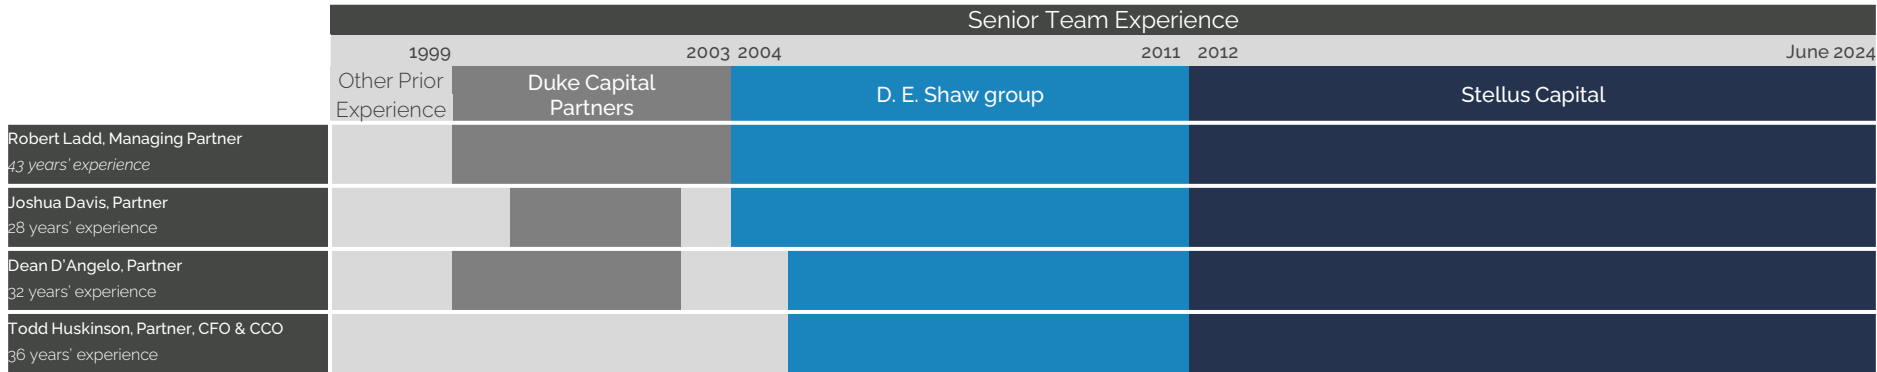 Senior Team Experience
1999 2003 2004 2011 2012 June 2024
Other Prior
Experience
Duke Capital
Partners
D. E. Shaw group
Stellus Capital
Robert Ladd, Managing Partner
43 years' experience
Joshua Davis, Partner
28 years' experience
Dean D'Angelo, Partner
32 years' experience
Todd Huskinson, Partner, CFO & CCO
36 years' experience